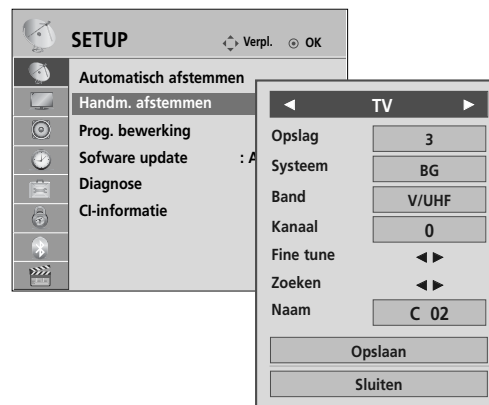 SETUP
Verpl. OK
Automatisch afstemmen
Handm. afstemmen
Prog. bewerking
Sofware update : A
Diagnose
CI-informatie
TV
Opslag 3
Systeem BG
Band V/UHF
Kanaal 0
Fine tune
Zoeken
Naam C 02
Opslaan
Sluiten